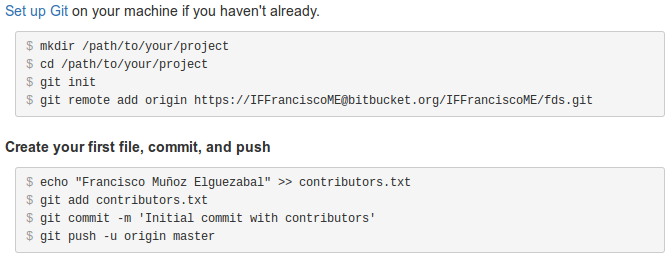 Set up Git on your machine if you haven't already.
$ mkdir /path/to/your/project
$ cd /path/to/your/project
$ git init
$ git remote add origin https://IFFranciscoME@bitbucket.org/IFFranciscoME/fds.git
Create your first file, commit, and push
$ echo "Francisco Muñoz Elguezabal" >> contributors.txt
$ git add contributors.txt
$ git commit -m 'Initial commit with contributors'
$ git push -u origin master